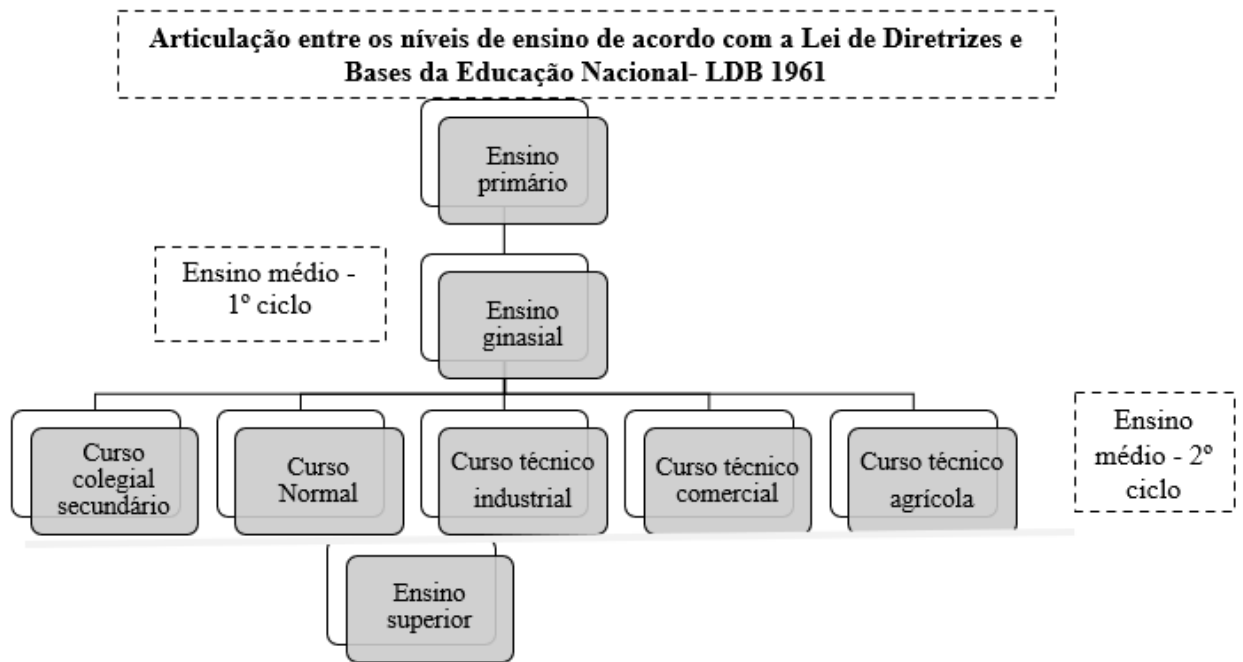 Articulação entre os níveis de ensino de acordo com a Lei de Diretrizes e
Bases da Educação Nacional- LDB 1961
Ensino
primário
Ensino médio -
1º ciclo
Ensino
ginasial
Curso
colegial
secundário
Curso
Normal
Curso técnico
industrial
Curso técnico
comercial
Curso técnico
agrícola
Ensino
médio - 2º
ciclo
Ensino
superior